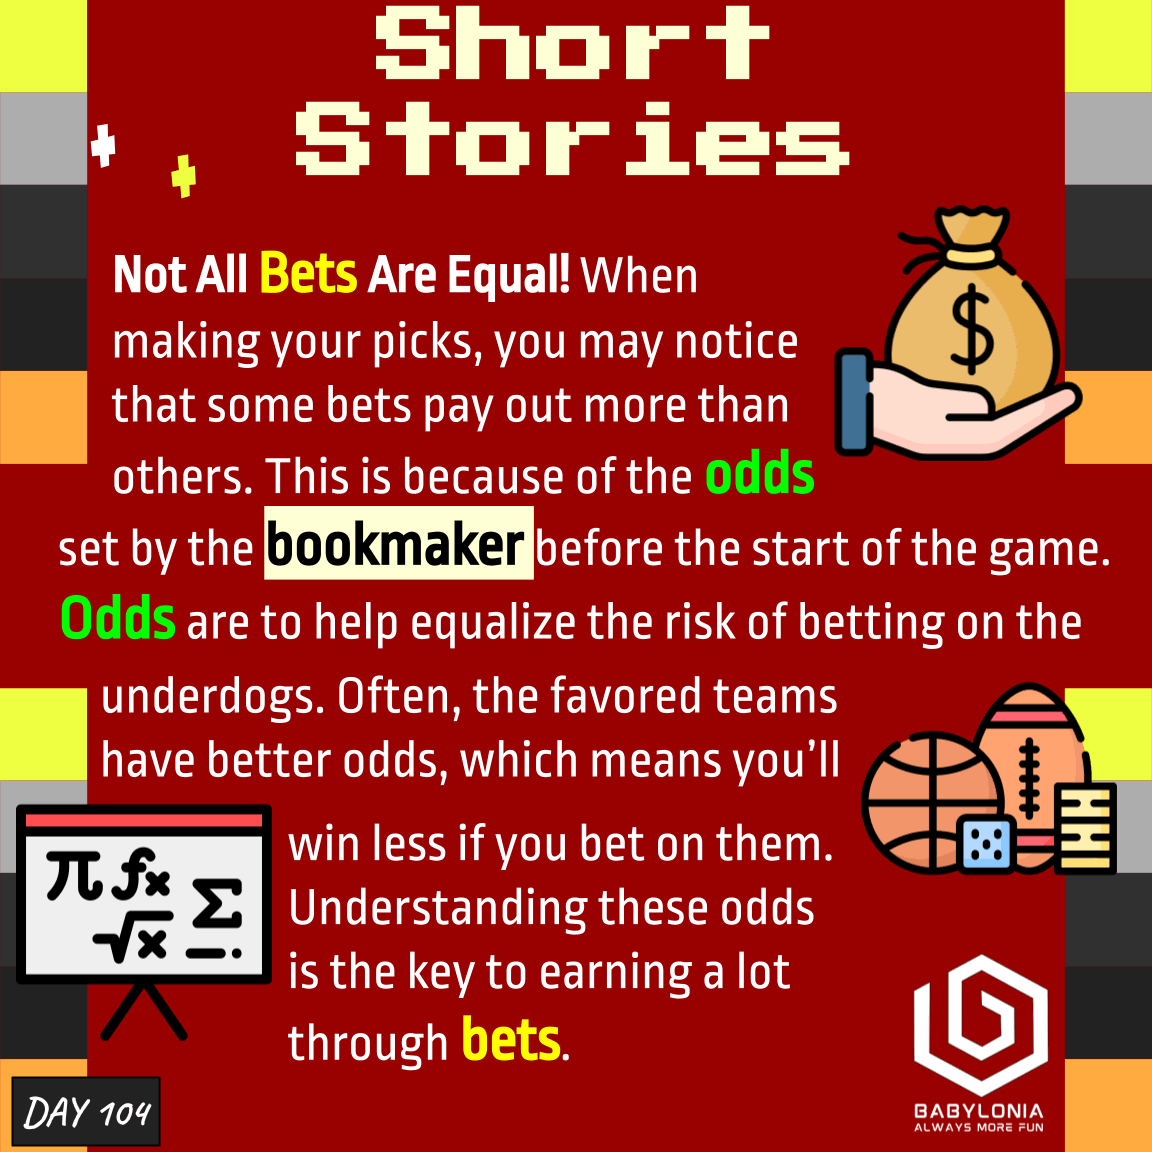 Short
Stories
Not All Bets Are Equal! When
making your picks, you may notice
that some bets pay out more than
others. This is because of the odds
set by the bookmaker before the start of the game.
Odds are to help equalize the risk of betting on the
underdogs. Often, the favored teams
have better odds, which means you’ll
win less if you bet on them.
Understanding these odds
is the key to earning a lot
through bets.
$
π fx
√x Σ
DAY 104
BABYLONIA
ALWAYS MORE FUN